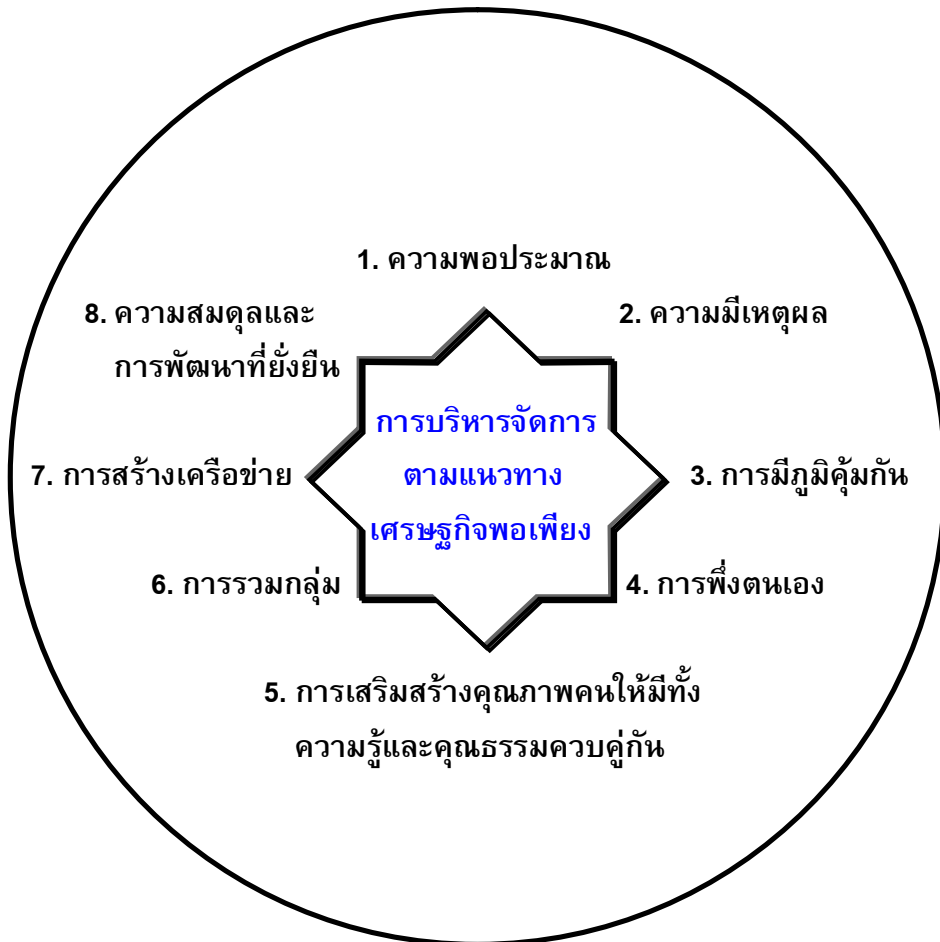 1. ความพอประมาณ
2. ความมีเหตุผล
3. การมีภูมิคุ้มกัน
4. การพึ่งตนเอง
5. การเสริมสร้างคุณภาพคนให้มีทั้ง
ความรู้และคุณธรรมควบคู่กัน
6. การรวมกลุ่ม
7. การสร้างเครือข่าย
8. ความสมดุลและ
การพัฒนาที่ยั่งยืน
การบริหารจัดการ
ตามแนวทาง
เศรษฐกิจพอเพียง